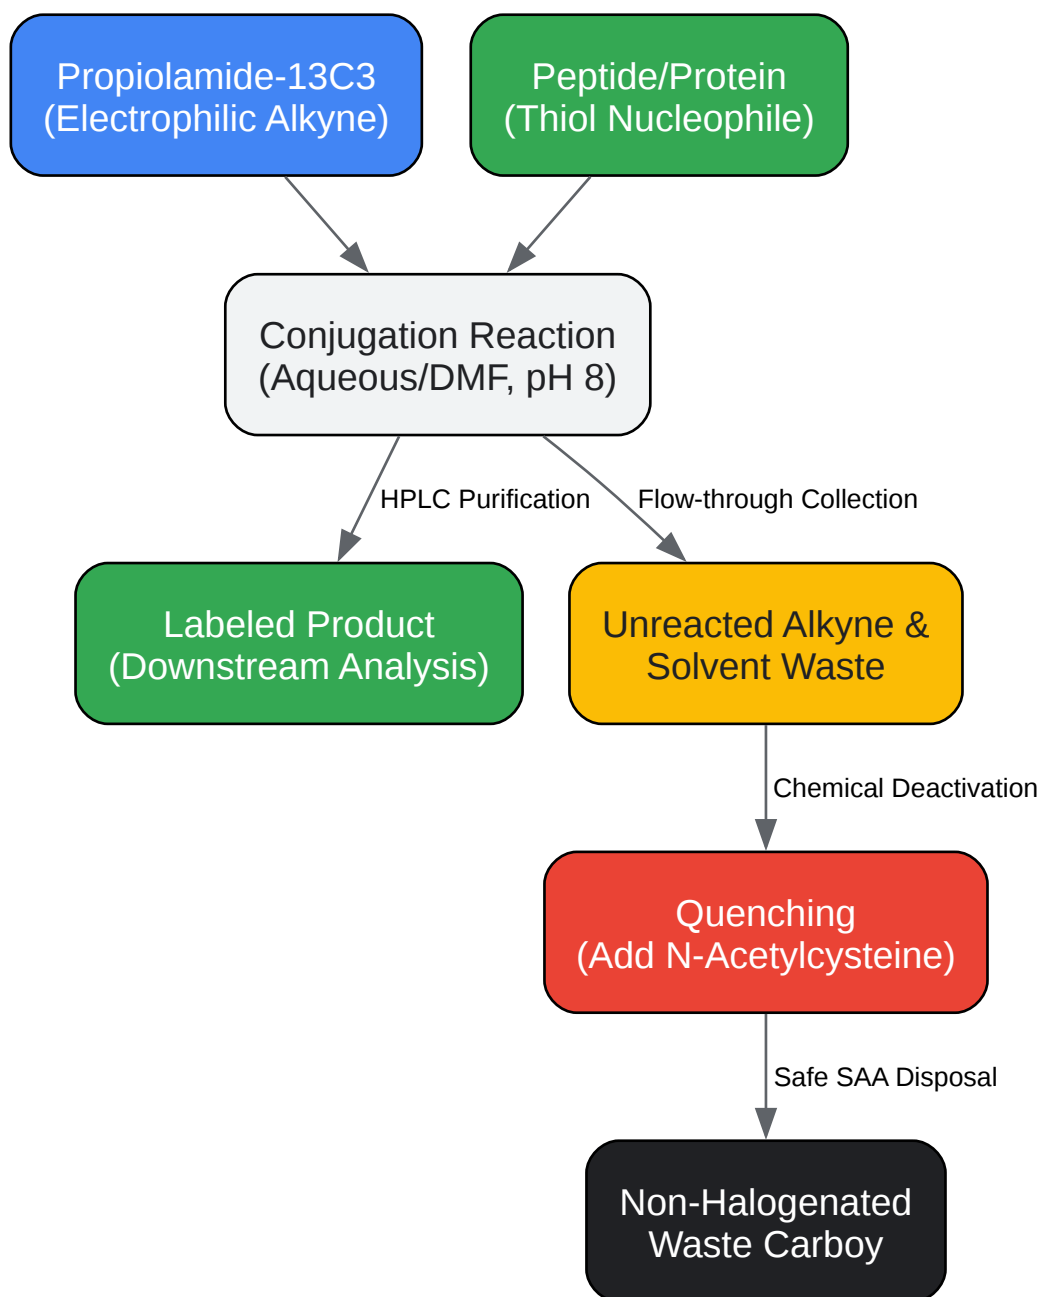 Propiolamide-13C3
(Electrophilic Alkyne)
Peptide/Protein
(Thiol Nucleophile)
Conjugation Reaction
(Aqueous/DMF, pH 8)
HPLC Purification
Flow-through Collection
Labeled Product
(Downstream Analysis)
Unreacted Alkyne &
Solvent Waste
Chemical Deactivation
Quenching
(Add N-Acetylcysteine)
Safe SAA Disposal
Non-Halogenated
Waste Carboy